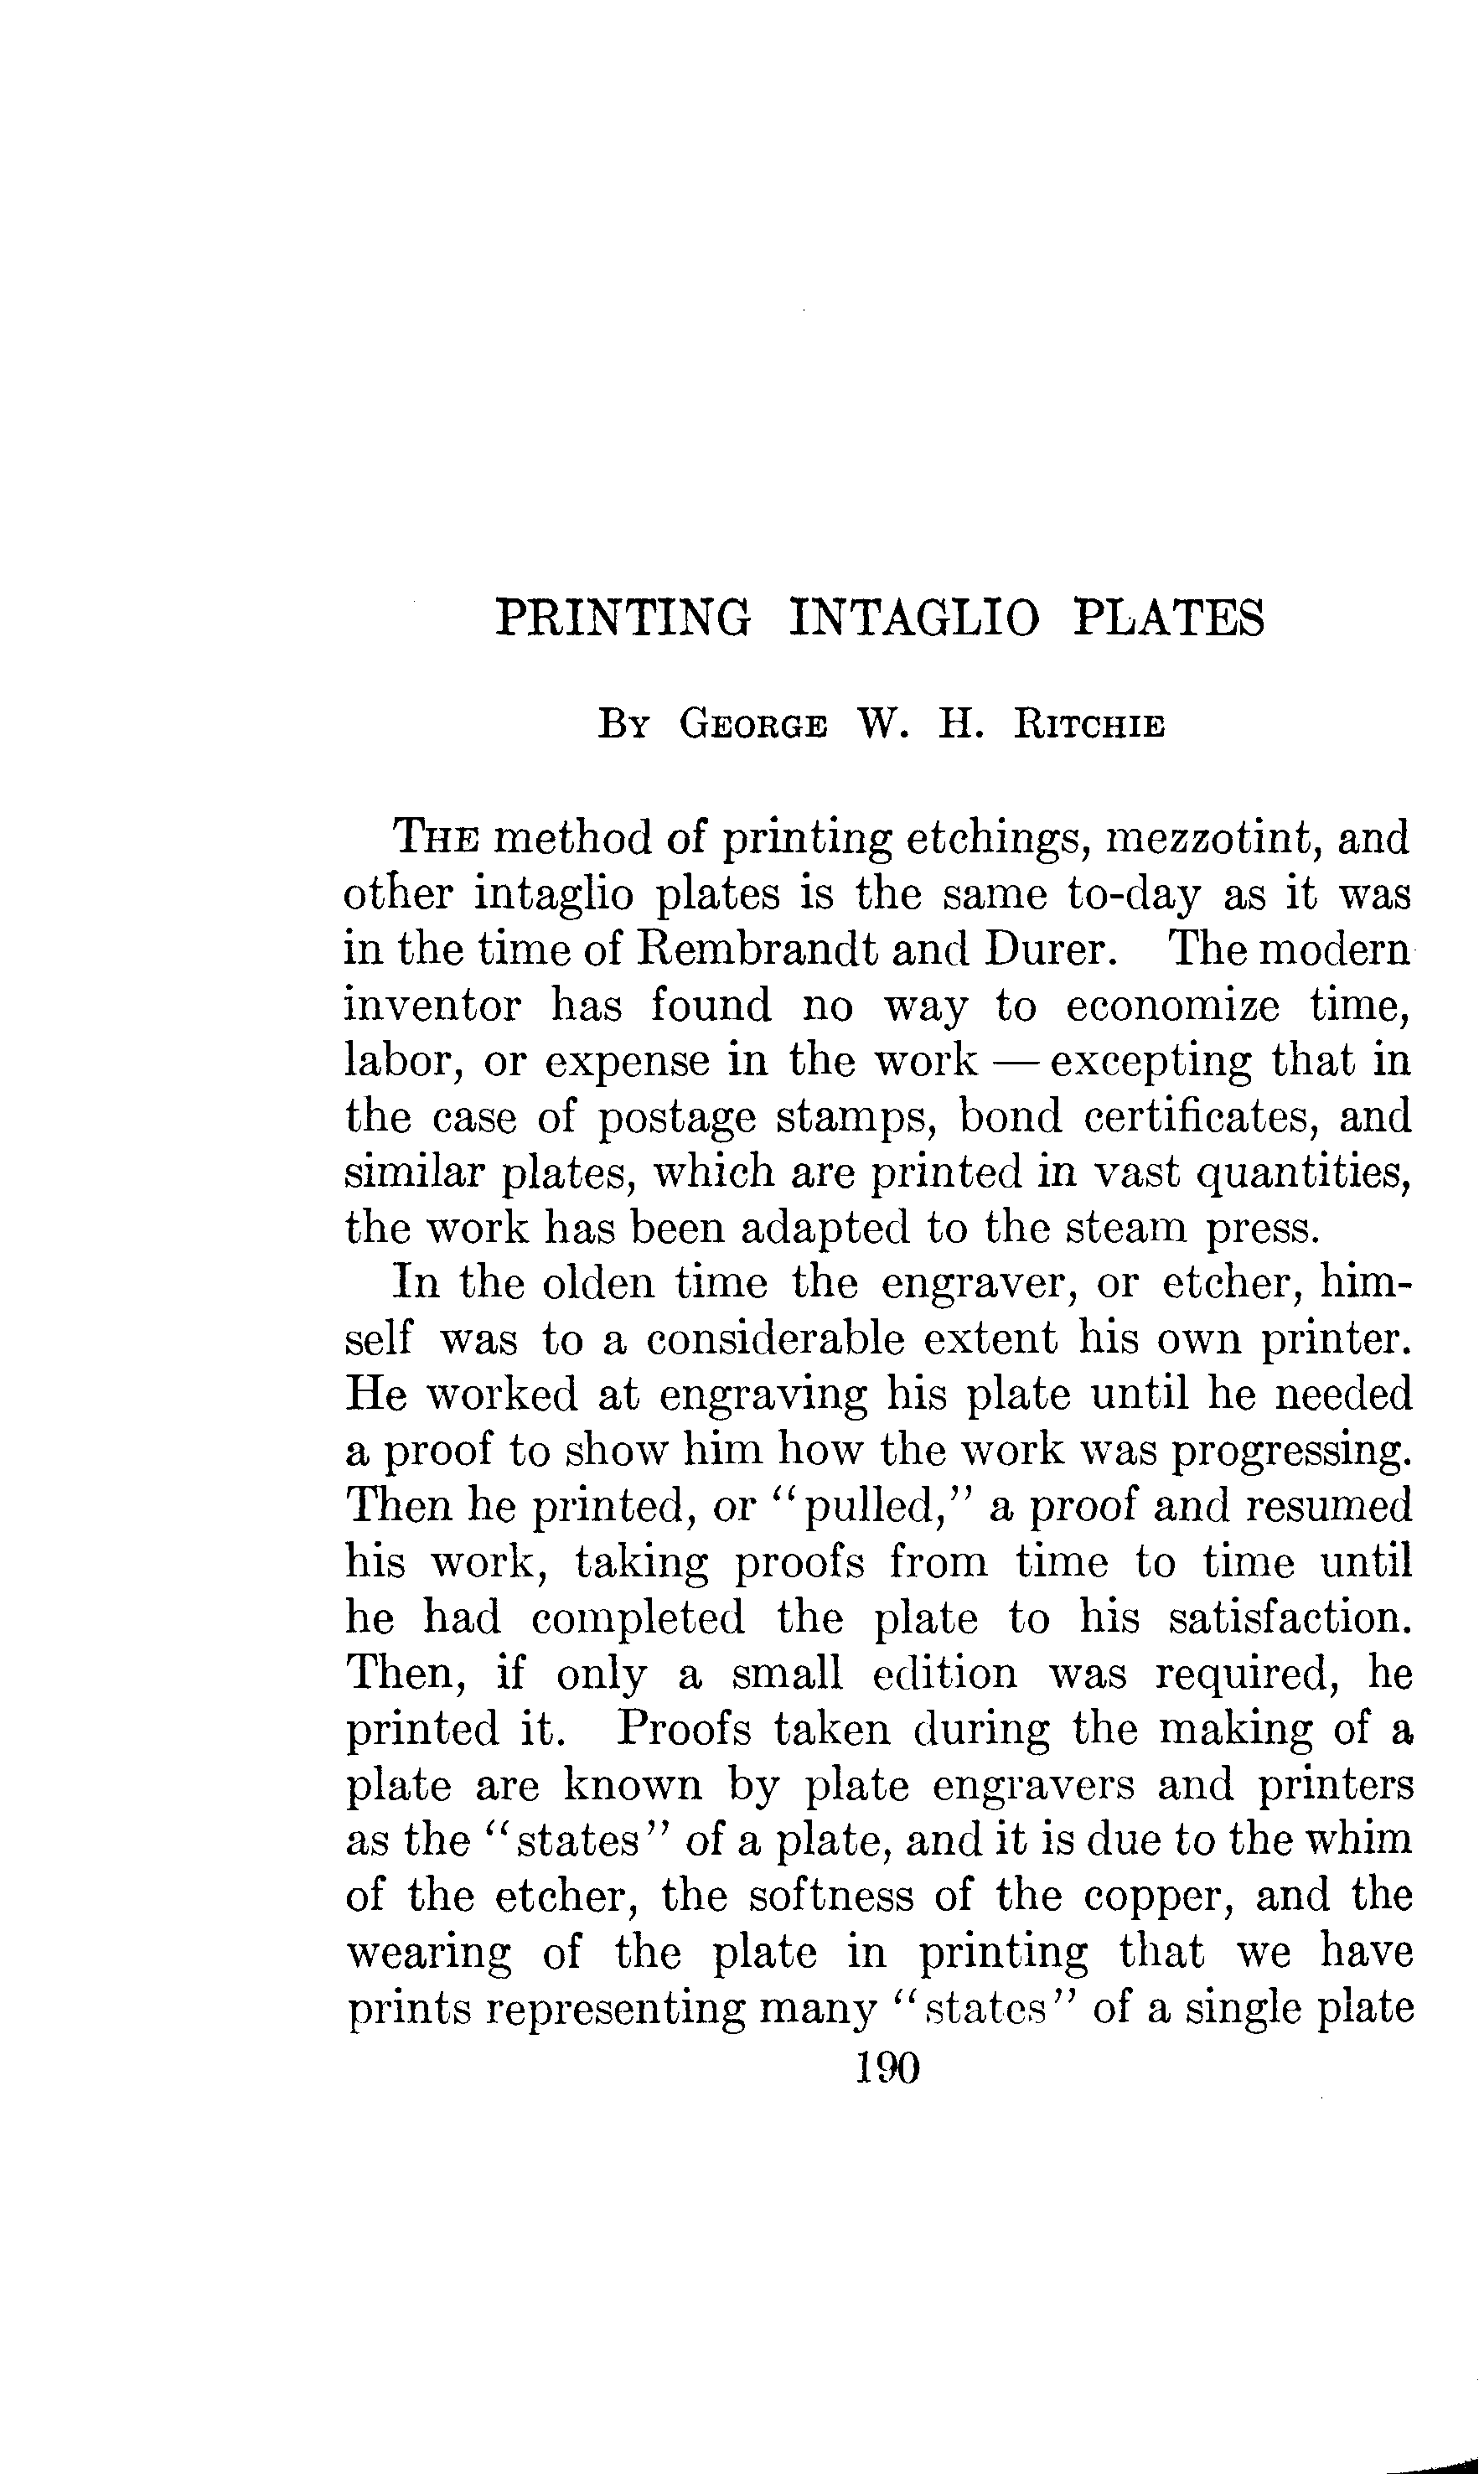 PRINTING INTAGLIO PLATES
By George W. H. Ritchie
The method of printing etchings, mezzotint, and
other intaglio plates is the same to-day as it was
in the time of Rembrandt and Durer. The modern
inventor has found no way to economize time,
labor, or expense in the work — excepting that in
the case of postage stamps, bond certificates, and
similar plates, which are printed in vast quantities,
the work has been adapted to the steam press.
In the olden time the engraver, or etcher, him-
self was to a considerable extent his own printer.
He worked at engraving his plate until he needed
a proof to show him how the work was progressing.
Then he printed, or “pulled,” a proof and resumed
his work, taking proofs from time to time until
he had completed the plate to his satisfaction.
Then, if only a small edition was required, he
printed it. Proofs taken during the making of a
plate are known by plate engravers and printers
as the “states” of a plate, and it is due to the whim
of the etcher, the softness of the copper, and the
wearing of the plate in printing that we have
prints representing many “states” of a single plate
190